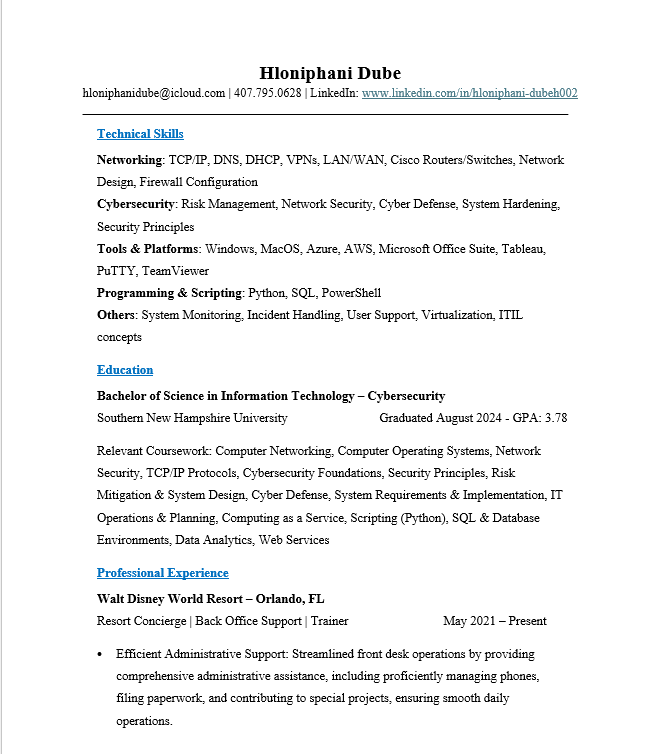 Hloniphani Dube
hloniphanidube@icloud.com | 407.795.0628 | LinkedIn: www.linkedin.com/in/hloniphani-dubeh002
Technical Skills
Networking: TCP/IP, DNS, DHCP, VPNs, LAN/WAN, Cisco Routers/Switches, Network
Design, Firewall Configuration
Cybersecurity: Risk Management, Network Security, Cyber Defense, System Hardening,
Security Principles
Tools & Platforms: Windows, MacOS, Azure, AWS, Microsoft Office Suite, Tableau,
PuTTY, TeamViewer
Programming & Scripting: Python, SQL, PowerShell
Others: System Monitoring, Incident Handling, User Support, Virtualization, ITIL
concepts
Education
Bachelor of Science in Information Technology – Cybersecurity
Southern New Hampshire University Graduated August 2024 - GPA: 3.78
Relevant Coursework: Computer Networking, Computer Operating Systems, Network
Security, TCP/IP Protocols, Cybersecurity Foundations, Security Principles, Risk
Mitigation & System Design, Cyber Defense, System Requirements & Implementation, IT
Operations & Planning, Computing as a Service, Scripting (Python), SQL & Database
Environments, Data Analytics, Web Services
Professional Experience
Walt Disney World Resort – Orlando, FL
Resort Concierge | Back Office Support | Trainer May 2021 – Present
• Efficient Administrative Support: Streamlined front desk operations by providing
comprehensive administrative assistance, including proficiently managing phones,
filing paperwork, and contributing to special projects, ensuring smooth daily
operations.